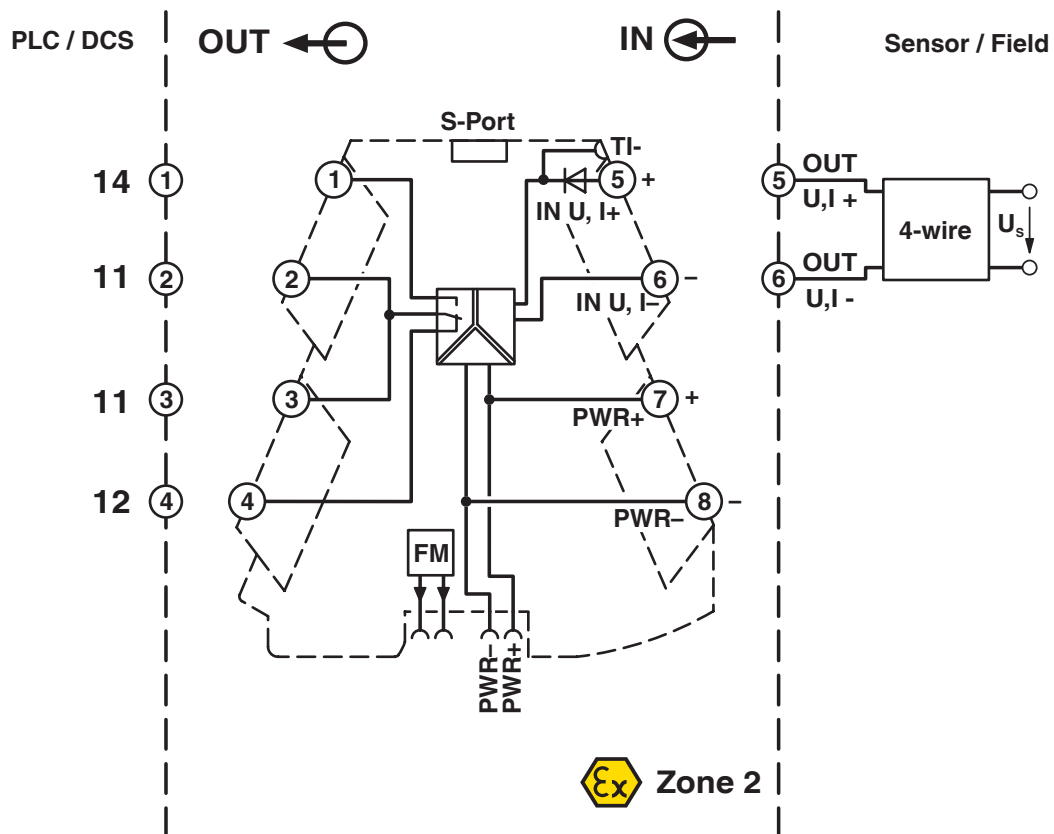 PLC / DCS
OUT
IN
Sensor / Field
S-Port
TI-
14 1
1
5 +
IN U, I+
5 OUT
U,I +
4-wire
Us
11 2
2
6 –
IN U, I–
6 OUT
U,I -
11 3
3
7 +
PWR+
12 4
4
8 –
PWR–
FM
PWR–
PWR+
Ex Zone 2